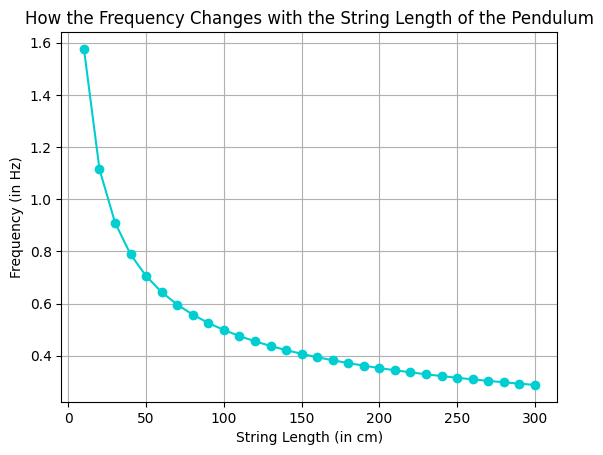 How the Frequency Changes with the String Length of the Pendulum
1.6
1.4
1.2
1.0
0.8
0.6
0.4
Frequency (in Hz)
0 50 100 150 200 250 300
String Length (in cm)